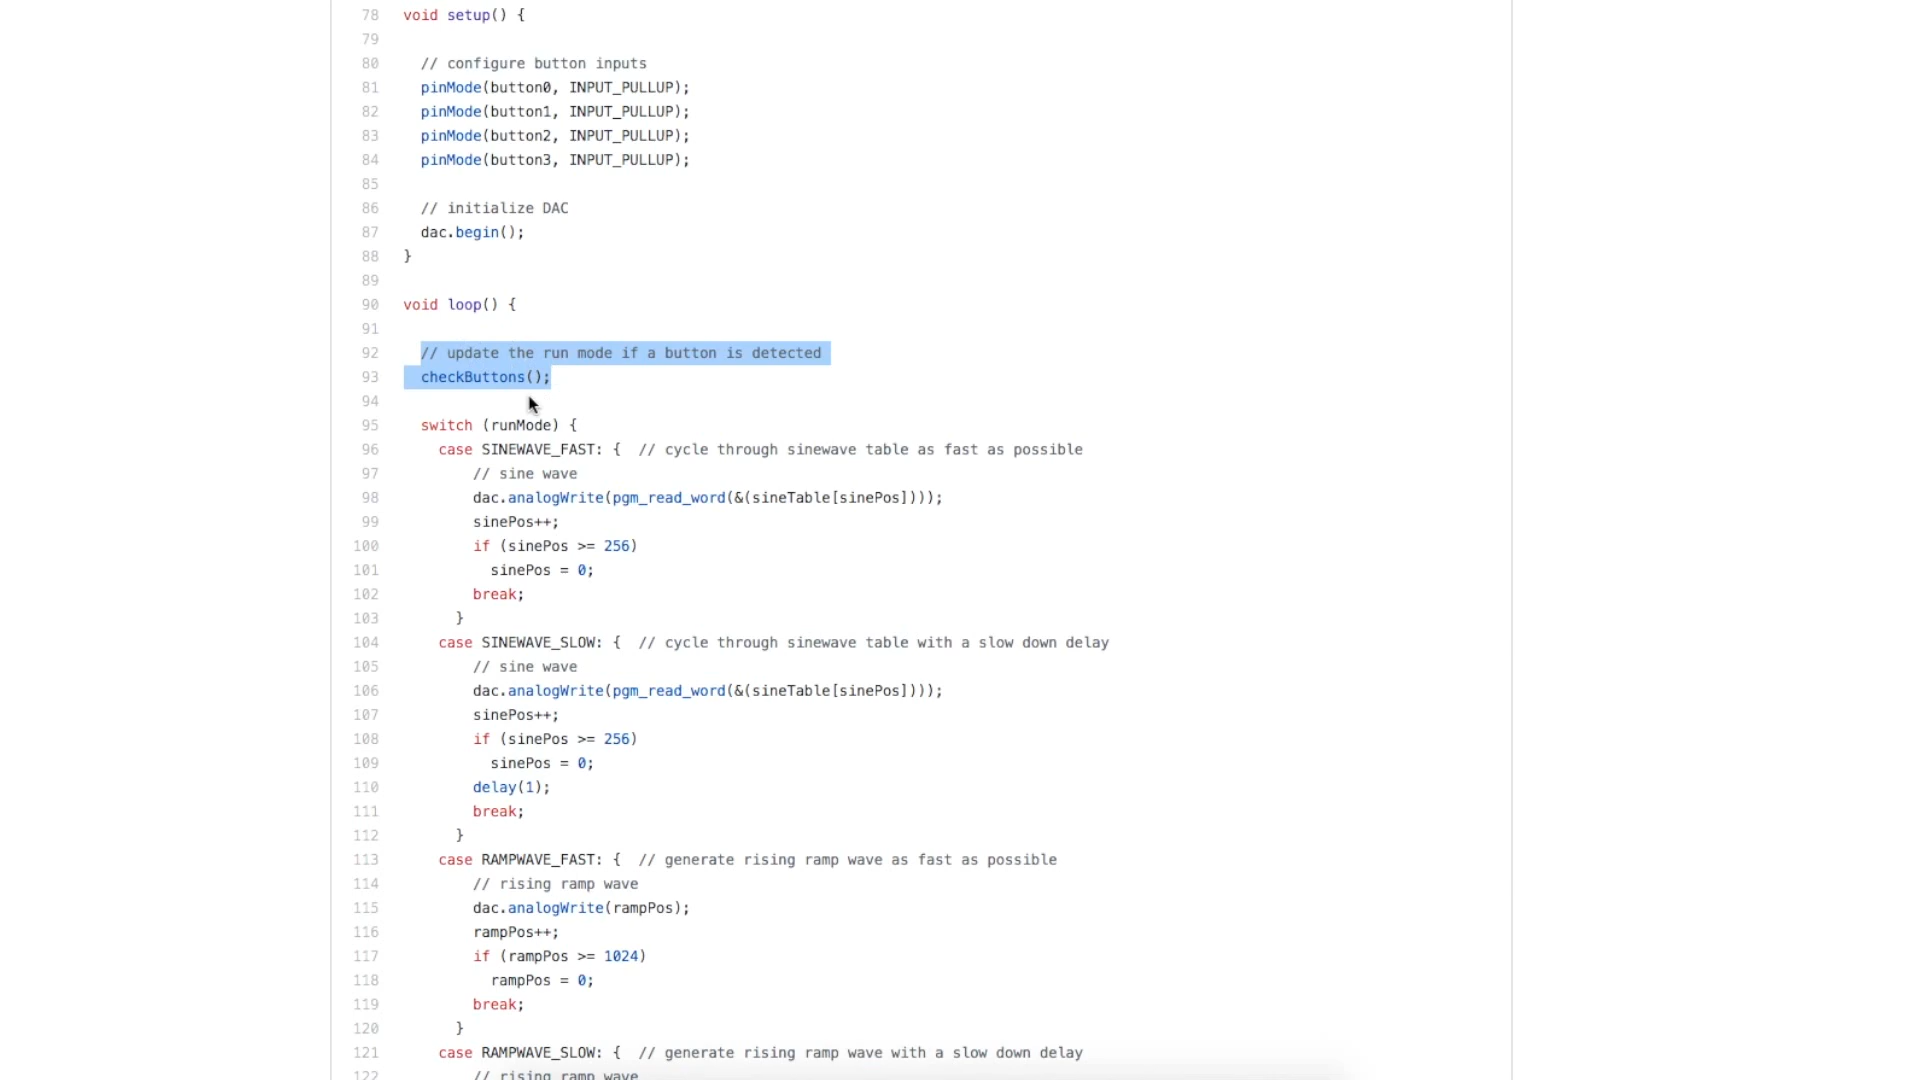 78 void setup() {
79
80 // configure button inputs
81 pinMode(button0, INPUT_PULLUP);
82 pinMode(button1, INPUT_PULLUP);
83 pinMode(button2, INPUT_PULLUP);
84 pinMode(button3, INPUT_PULLUP);
85
86 // initialize DAC
87 dac.begin();
88 }
89
90 void loop() {
91
92 // update the run mode if a button is detected
93 checkButtons();
94
95 switch (runMode) {
96 case SINEWAVE_FAST: { // cycle through sinewave table as fast as possible
97 // sine wave
98 dac.analogWrite(pgm_read_word(&(sineTable[sinePos])));
99 sinePos++;
100 if (sinePos >= 256)
101 sinePos = 0;
102 break;
103 }
104 case SINEWAVE_SLOW: { // cycle through sinewave table with a slow down delay
105 // sine wave
106 dac.analogWrite(pgm_read_word(&(sineTable[sinePos])));
107 sinePos++;
108 if (sinePos >= 256)
109 sinePos = 0;
110 delay(1);
111 break;
112 }
113 case RAMPWAVE_FAST: { // generate rising ramp wave as fast as possible
114 // rising ramp wave
115 dac.analogWrite(rampPos);
116 rampPos++;
117 if (rampPos >= 1024)
118 rampPos = 0;
119 break;
120 }
121 case RAMPWAVE_SLOW: { // generate rising ramp wave with a slow down delay
122 // rising ramp wave